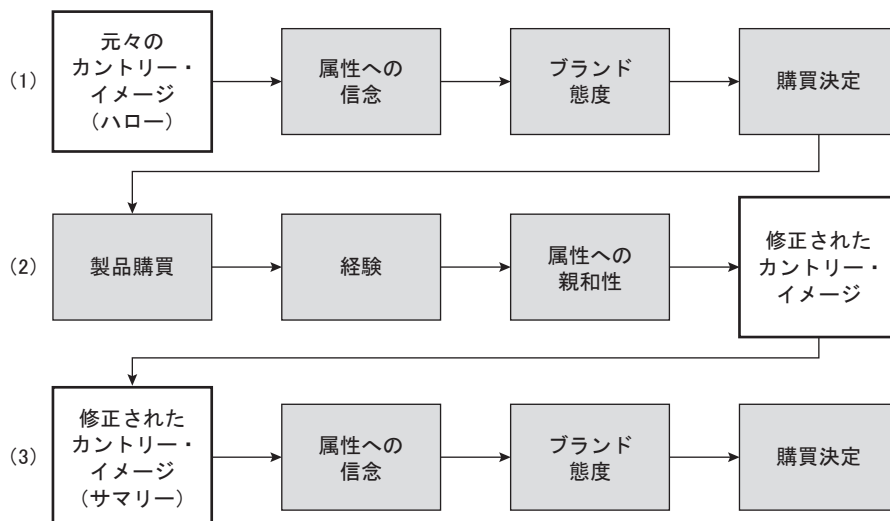 (1)
元々の
カントリー・
イメージ
(ハロー)
属性への
信念
ブランド
態度
購買決定
(2)
製品購買
経験
属性への
親和性
修正された
カントリー・
イメージ
(3)
修正された
カントリー・
イメージ
(サマリー)
属性への
信念
ブランド
態度
購買決定